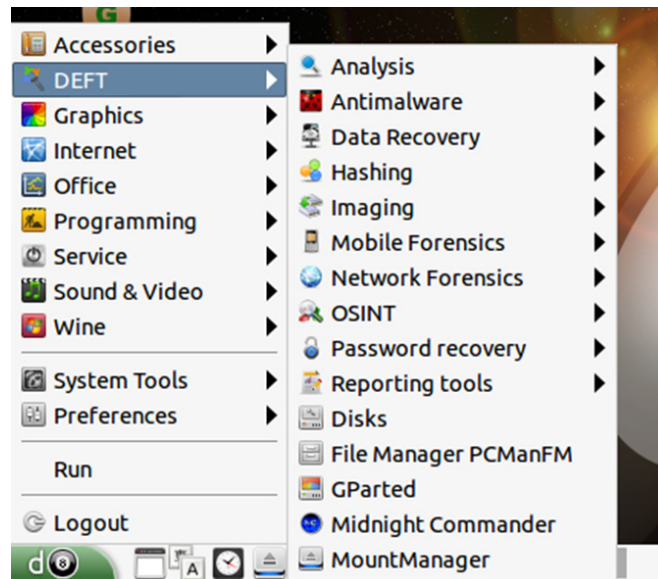 G
Accessories
DEFT
Graphics
Internet
Office
Programming
Service
Sound & Video
Wine
System Tools
Preferences
Run
Logout
Analysis
Antimalware
Data Recovery
Hashing
Imaging
Mobile Forensics
Network Forensics
OSINT
Password recovery
Reporting tools
Disks
File Manager PCManFM
GParted
Midnight Commander
MountManager
d 8
A